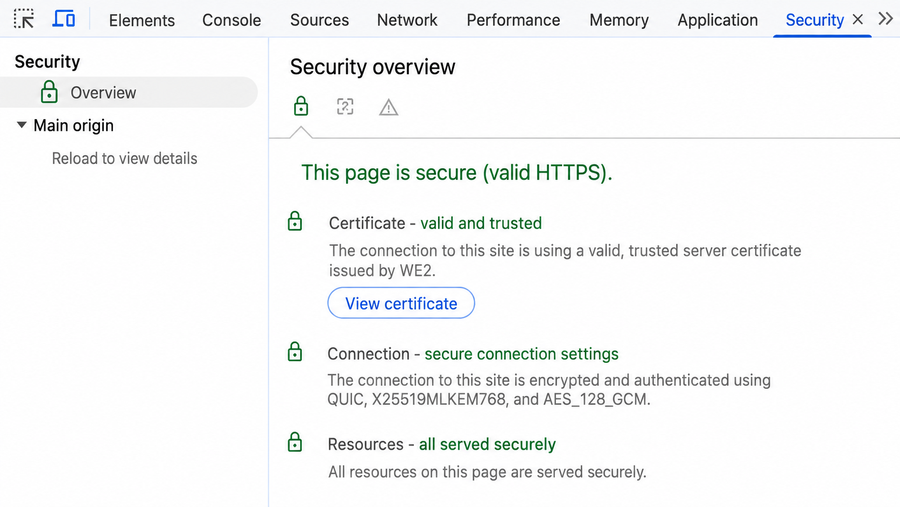 Elements Console Sources Network Performance Memory Application Security
Security
Overview
Main origin
Reload to view details
Security overview
This page is secure (valid HTTPS).
Certificate - valid and trusted
The connection to this site is using a valid, trusted server certificate
issued by WE2.
View certificate
Connection - secure connection settings
The connection to this site is encrypted and authenticated using
QUIC, X25519MLKEM768, and AES_128_GCM.
Resources - all served securely
All resources on this page are served securely.